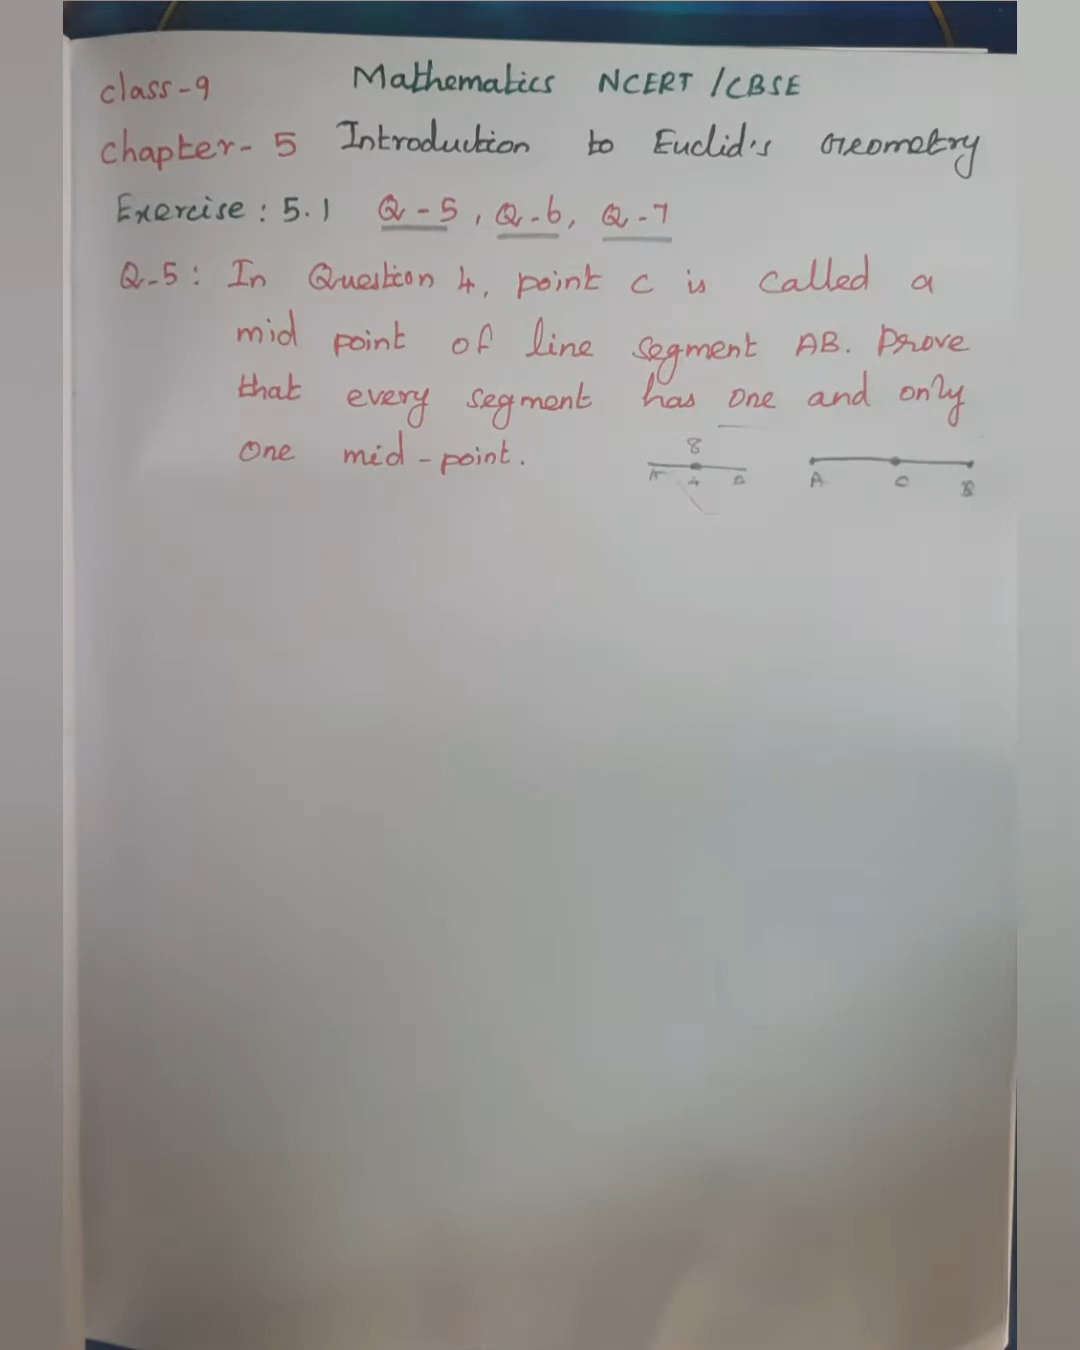 class-9 Mathematics NCERT /CBSE
Chapter- 5 Introduction to Euclid's Geometry
Exercise: 5.1 Q-5, Q-6, Q-7
Q-5: In Question 4, point C is called a
mid point of line segment AB. Prove
that every segment has one and only
one mid-point.
8
4
A C B